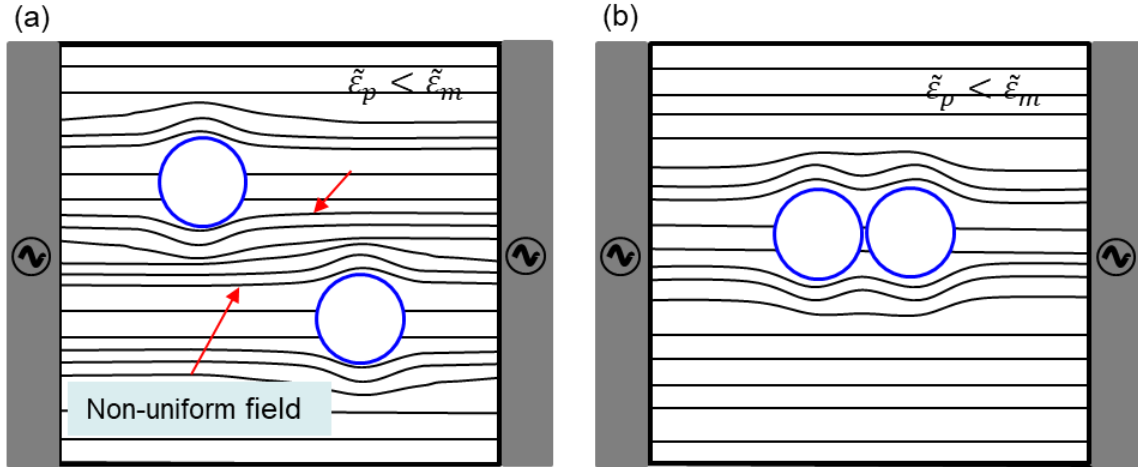 (a)
(b)
ε̃ₚ < ε̃ₘ
ε̃ₚ < ε̃ₘ
Non-uniform field